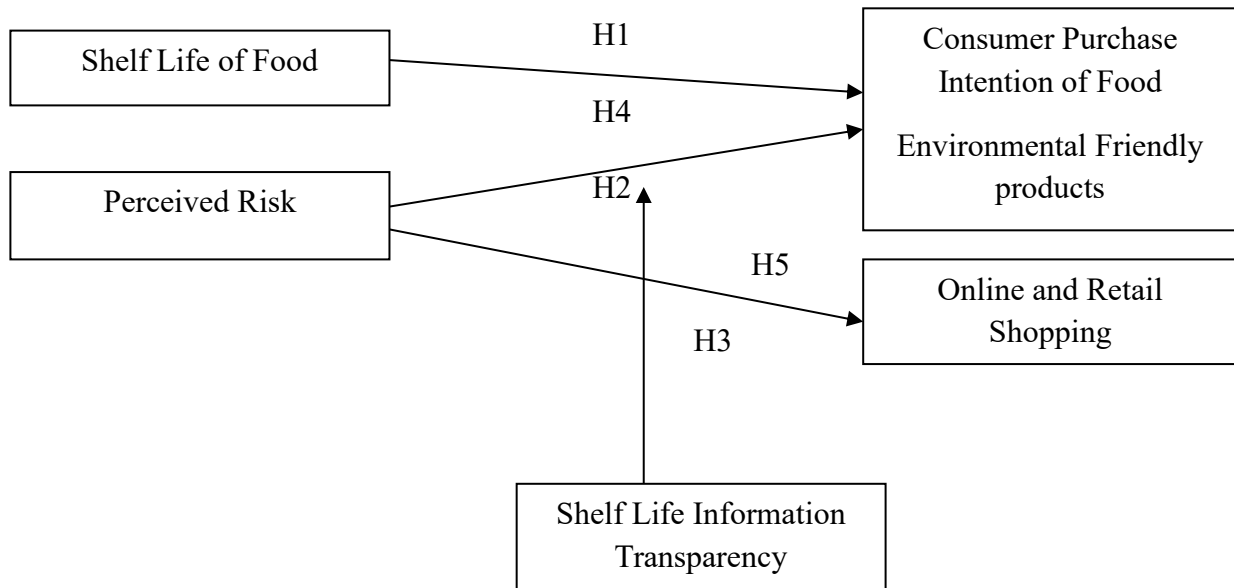 Shelf Life of Food
H1
Consumer Purchase
Intention of Food
Environmental Friendly
products
H4
Perceived Risk
H2
H5
Online and Retail
Shopping
H3
Shelf Life Information
Transparency